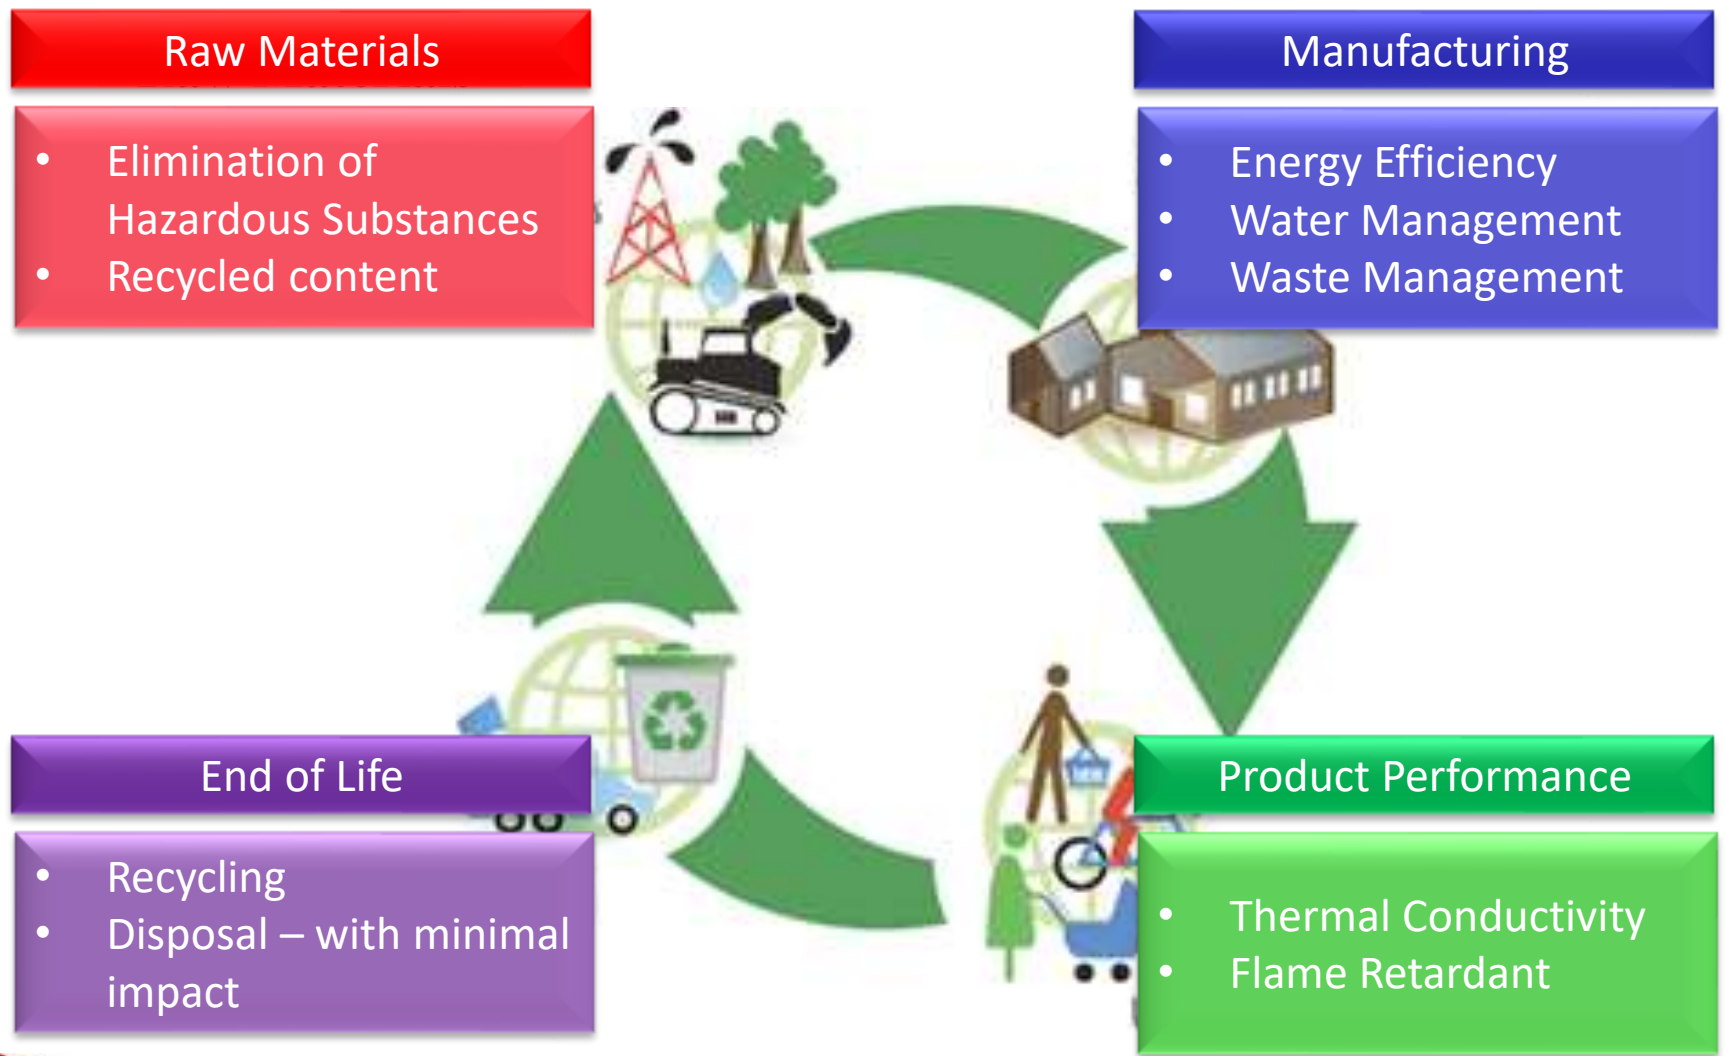 Raw Materials
• Elimination of
Hazardous Substances
• Recycled content
Manufacturing
• Energy Efficiency
• Water Management
• Waste Management
End of Life
• Recycling
• Disposal – with minimal
impact
Product Performance
• Thermal Conductivity
• Flame Retardant